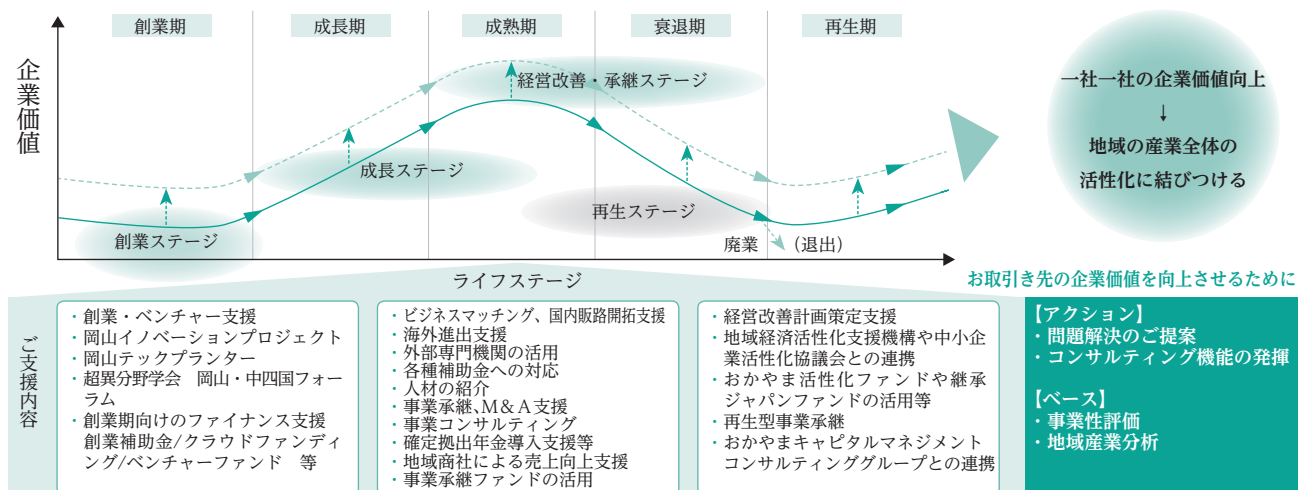 創業期
成長期
成熟期
衰退期
再生期
企業価値
経営改善・承継ステージ
成長ステージ
再生ステージ
創業ステージ
廃業 （退出）
ライフステージ
一社一社の企業価値向上
↓
地域の産業全体の
活性化に結びつける
お取引き先の企業価値を向上させるために
ご支援内容
・創業・ベンチャー支援
・岡山イノベーションプロジェクト
・岡山テックプランター
・超異分野学会　岡山・中四国フォー
ラム
・創業期向けのファイナンス支援
創業補助金/クラウドファンディ
ング/ベンチャーファンド　等
・ビジネスマッチング、国内販路開拓支援
・海外進出支援
・外部専門機関の活用
・各種補助金への対応
・人材の紹介
・事業承継、M&A支援
・事業コンサルティング
・確定拠出年金導入支援等
・地域商社による売上向上支援
・事業承継ファンドの活用
・経営改善計画策定支援
・地域経済活性化支援機構や中小企
業活性化協議会との連携
・おかやま活性化ファンドや継承
ジャパンファンドの活用等
・再生型事業承継
・おかやまキャピタルマネジメント
コンサルティンググループとの連携
【アクション】
・問題解決のご提案
・コンサルティング機能の発揮
【ベース】
・事業性評価
・地域産業分析